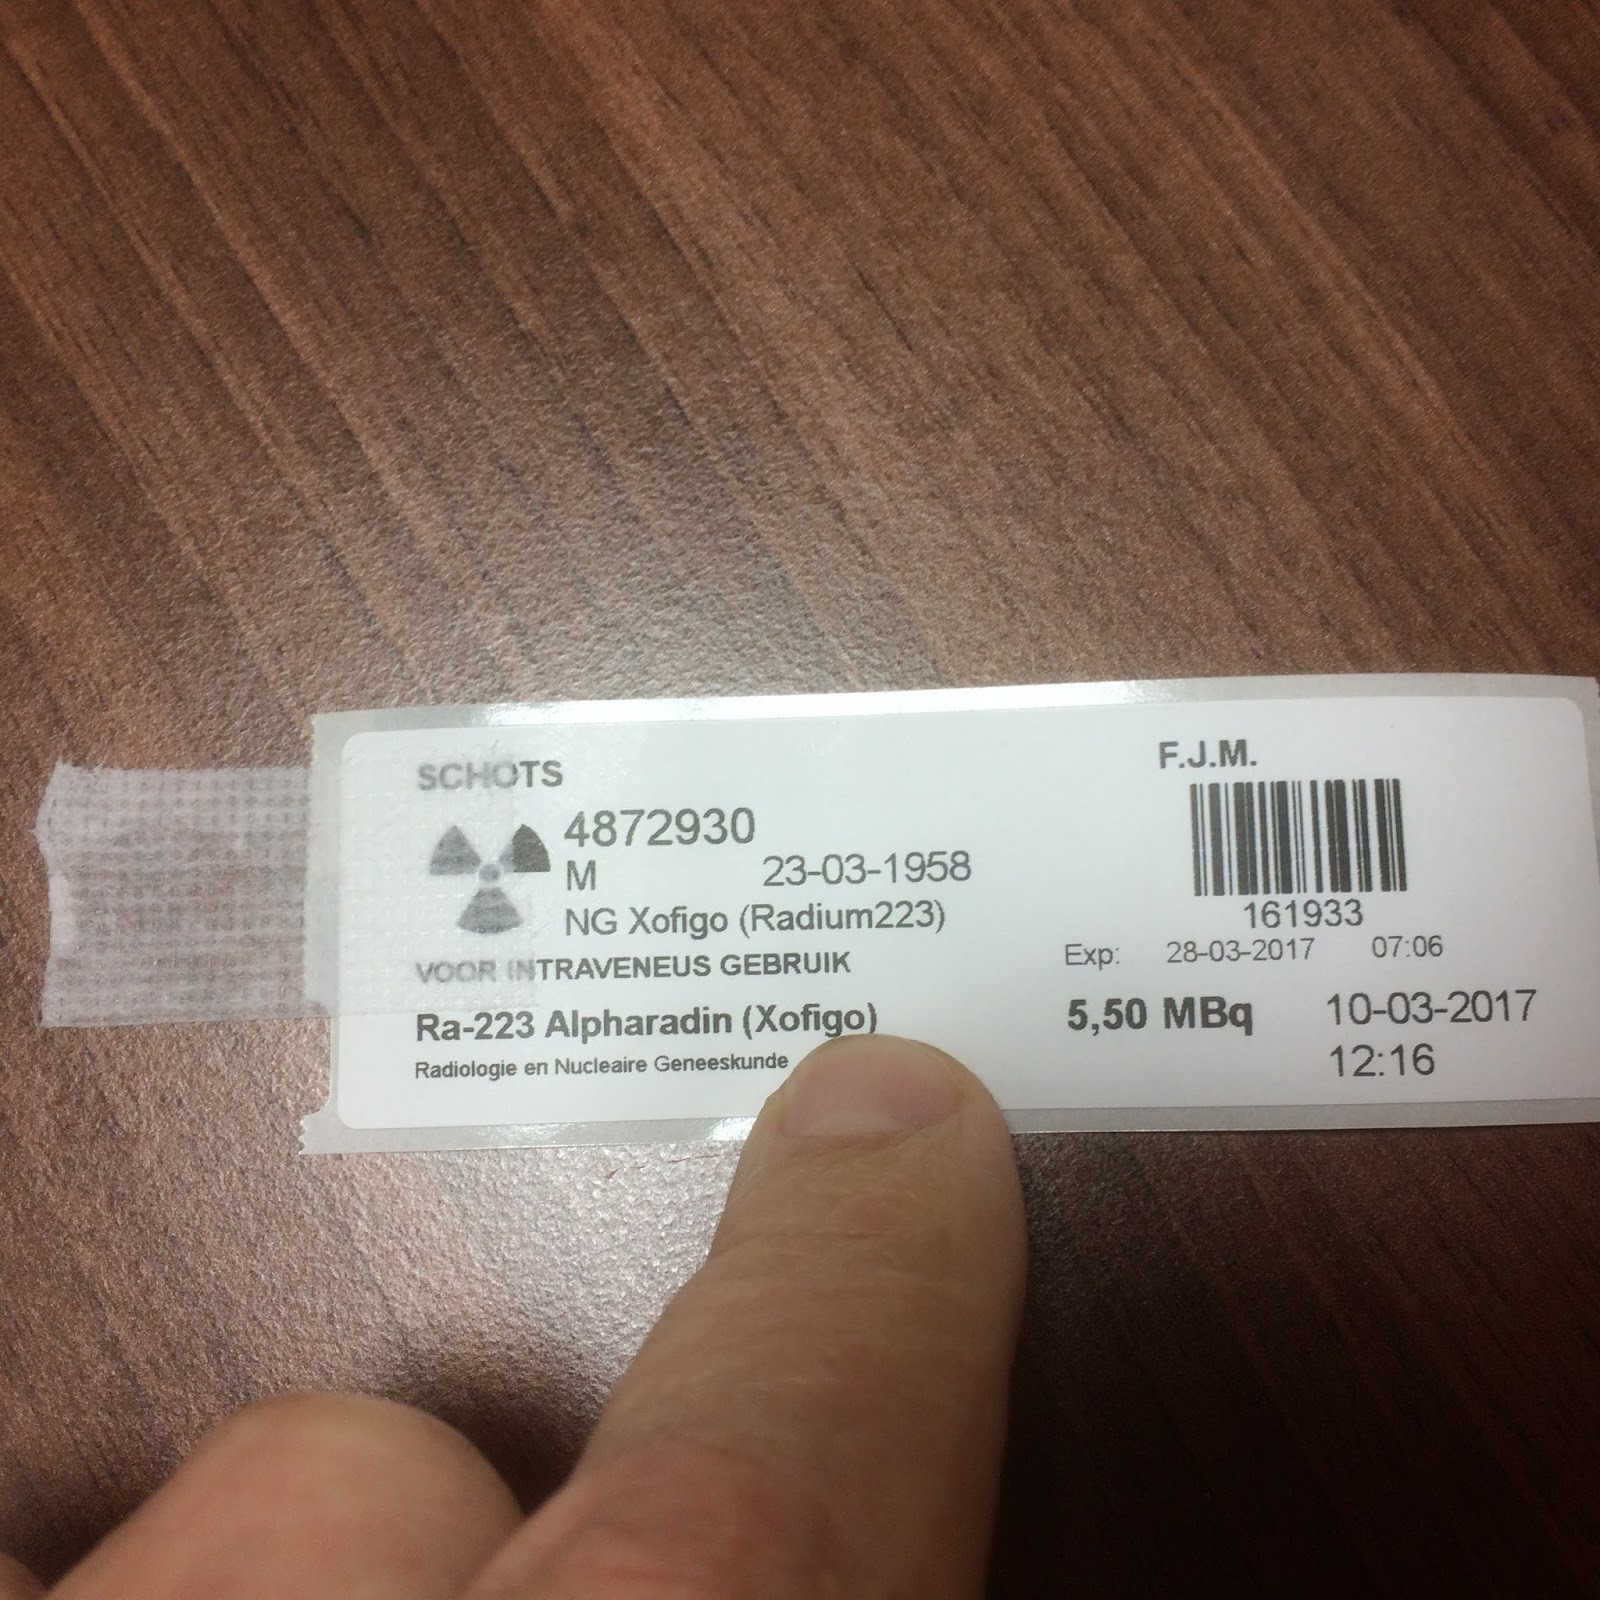 SCHOTS F.J.M.
4872930
M 23-03-1958
NG Xofigo (Radium223) 161933
VOOR INTRAVENEUS GEBRUIK Exp: 28-03-2017 07:06
Ra-223 Alpharadin (Xofigo) 5,50 MBq 10-03-2017
Radiologie en Nucleaire Geneeskunde 12:16